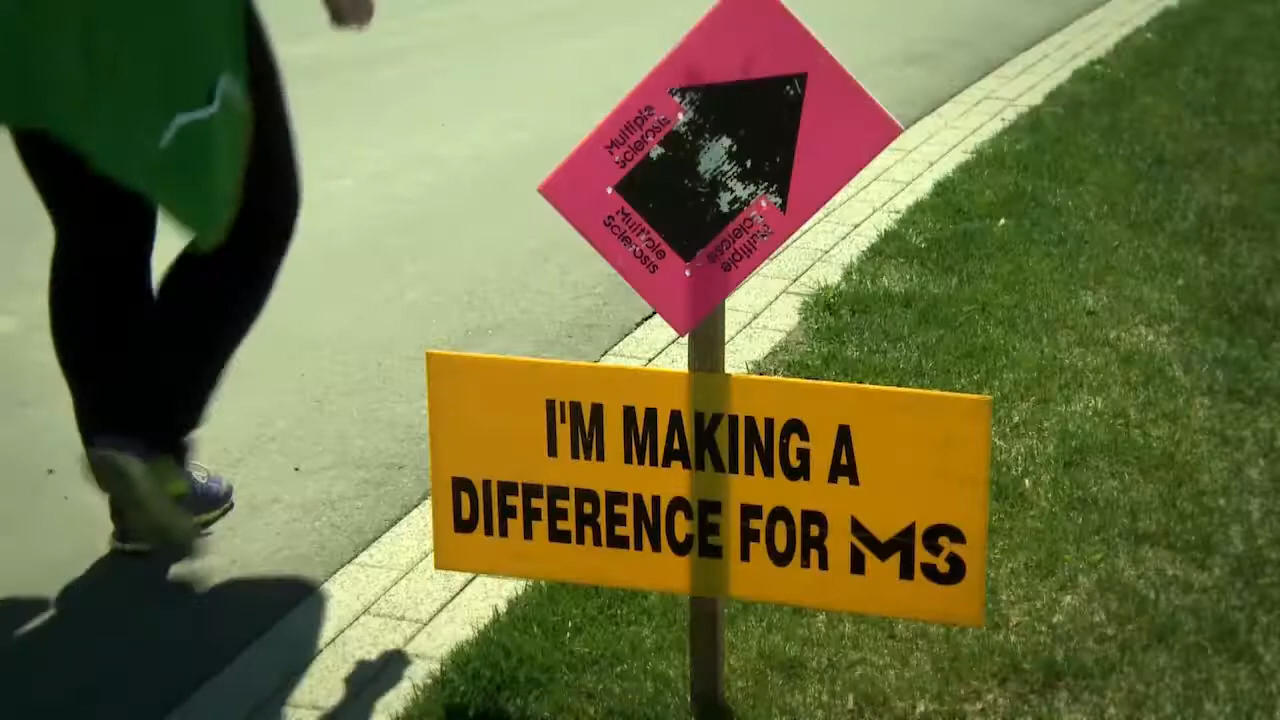 Multiple
Sclerosis
Multiple
Sclerosis
Multiple
Sclerosis
I'M MAKING A
DIFFERENCE FOR MS